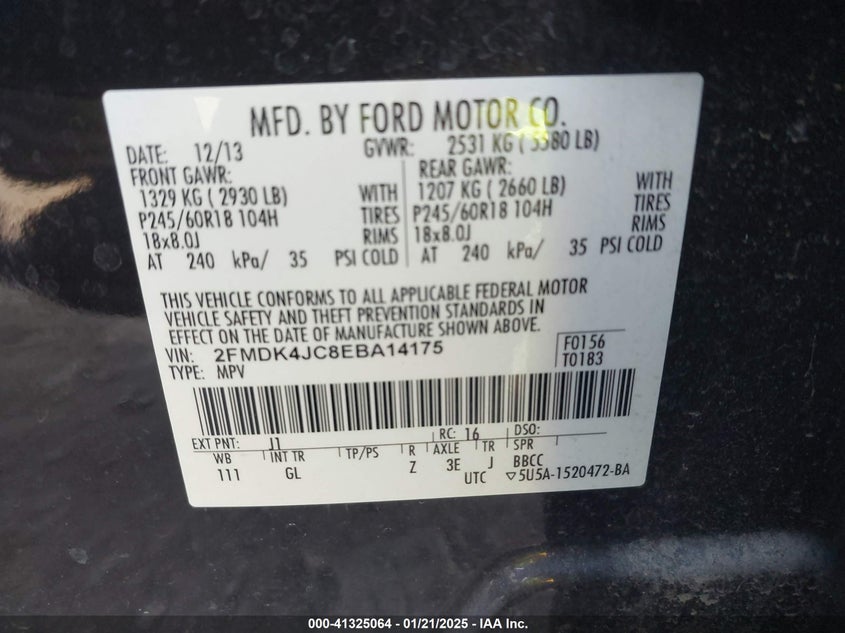 MFD. BY FORD MOTOR CO.
DATE: 12/13 GVWR: 2531 KG ( 5580 LB)
FRONT GAWR: REAR GAWR:
1329 KG ( 2930 LB) WITH 1207 KG ( 2660 LB) WITH
P245/60R18 104H TIRES P245/60R18 104H TIRES
18x8.0J RIMS 18x8.0J RIMS
AT 240 kPa/ 35 PSI COLD AT 240 kPa/ 35 PSI COLD
THIS VEHICLE CONFORMS TO ALL APPLICABLE FEDERAL MOTOR
VEHICLE SAFETY AND THEFT PREVENTION STANDARDS IN
EFFECT ON THE DATE OF MANUFACTURE SHOWN ABOVE.
VIN: 2FMDK4JC8EBA14175 F0156
TYPE: MPV T0183
EXT PNT: J1 RC: 16 DSO:
WB INT TR TP/PS R AXLE SPR
111 GL Z 3E J BBCC
UTC ▽5U5A-1520472-BA
000-41325064 - 01/21/2025 - IAA Inc.